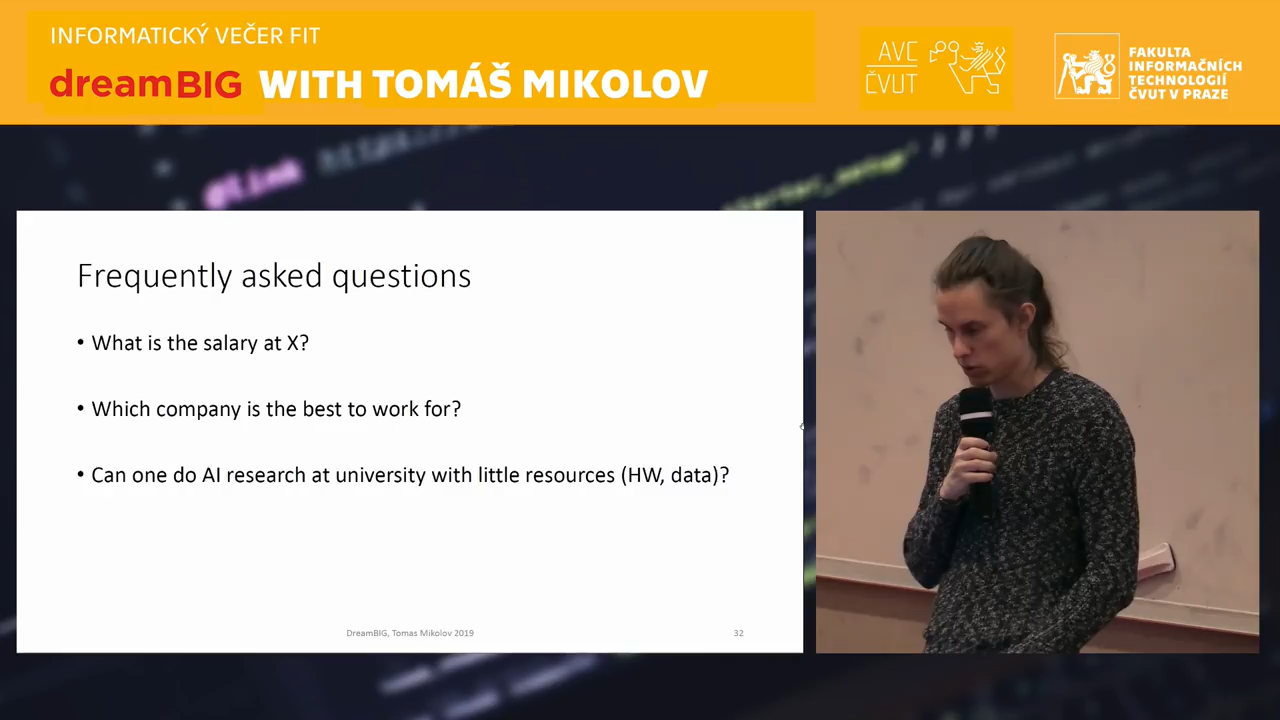 INFORMATICKÝ VEČER FIT
dreamBIG WITH TOMÁŠ MIKOLOV
AVC
ČVUT
FAKULTA
INFORMAČNÍCH
TECHNOLOGIÍ
ČVUT V PRAZE
@link
starter_setup'
Frequently asked questions
• What is the salary at X?
• Which company is the best to work for?
• Can one do AI research at university with little resources (HW, data)?
DreamBIG, Tomas Mikolov 2019
32